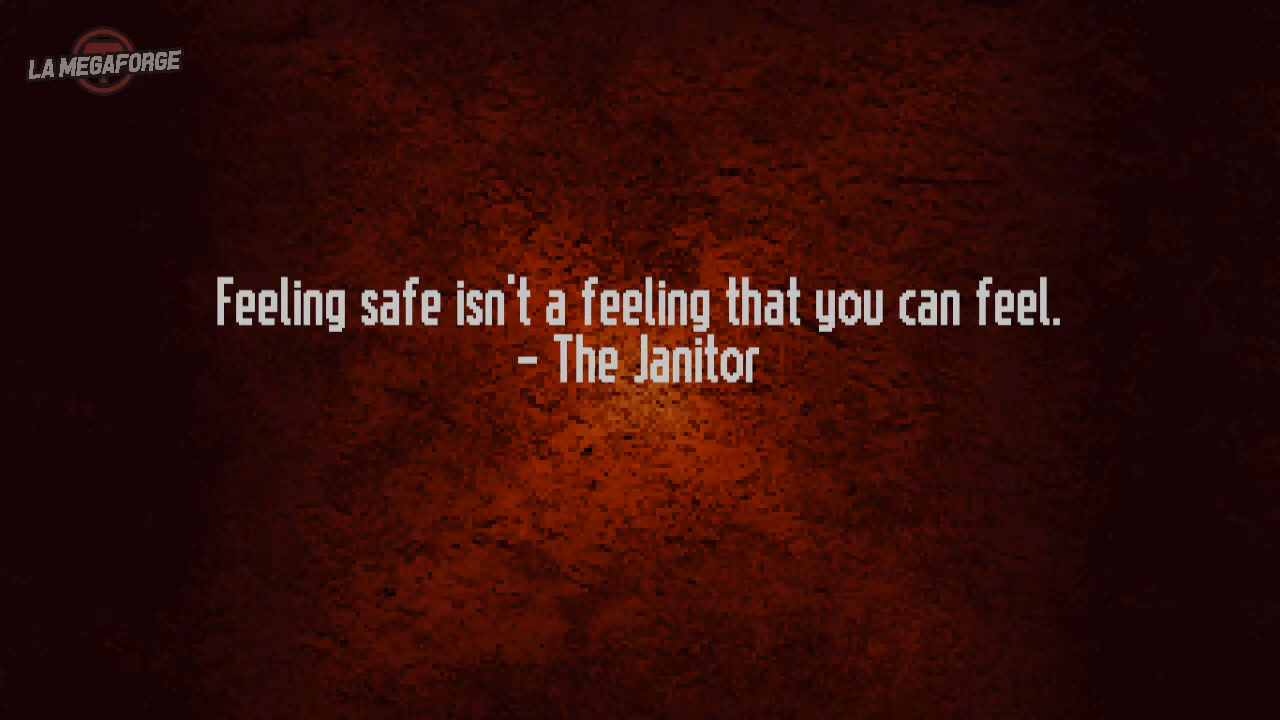 LA MEGAFORGE
Feeling safe isn't a feeling that you can feel.
- The Janitor